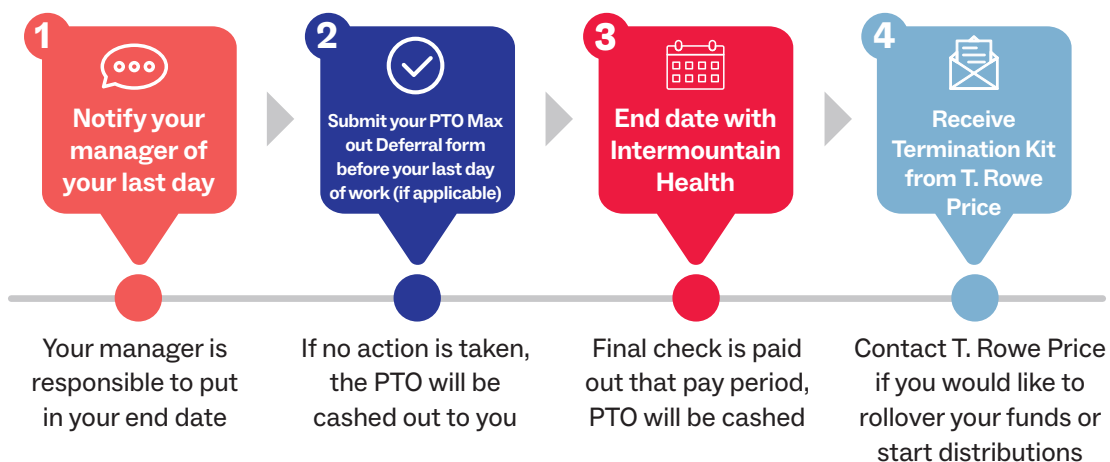 1
Notify your
manager of
your last day
Your manager is
responsible to put
in your end date
2
Submit your PTO Max
out Deferral form
before your last day
of work (if applicable)
If no action is taken,
the PTO will be
cashed out to you
3
End date with
Intermountain
Health
Final check is paid
out that pay period,
PTO will be cashed
4
Receive
Termination Kit
from T. Rowe
Price
Contact T. Rowe Price
if you would like to
rollover your funds or
start distributions